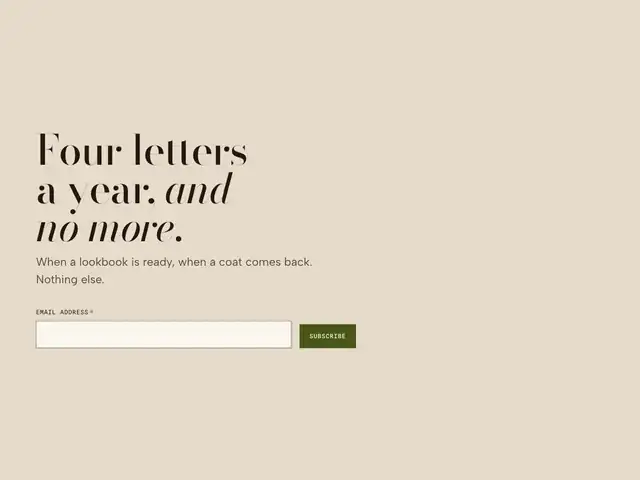 Four letters
a year. and
no more.
When a lookbook is ready, when a coat comes back.
Nothing else.
EMAIL ADDRESS*
SUBSCRIBE